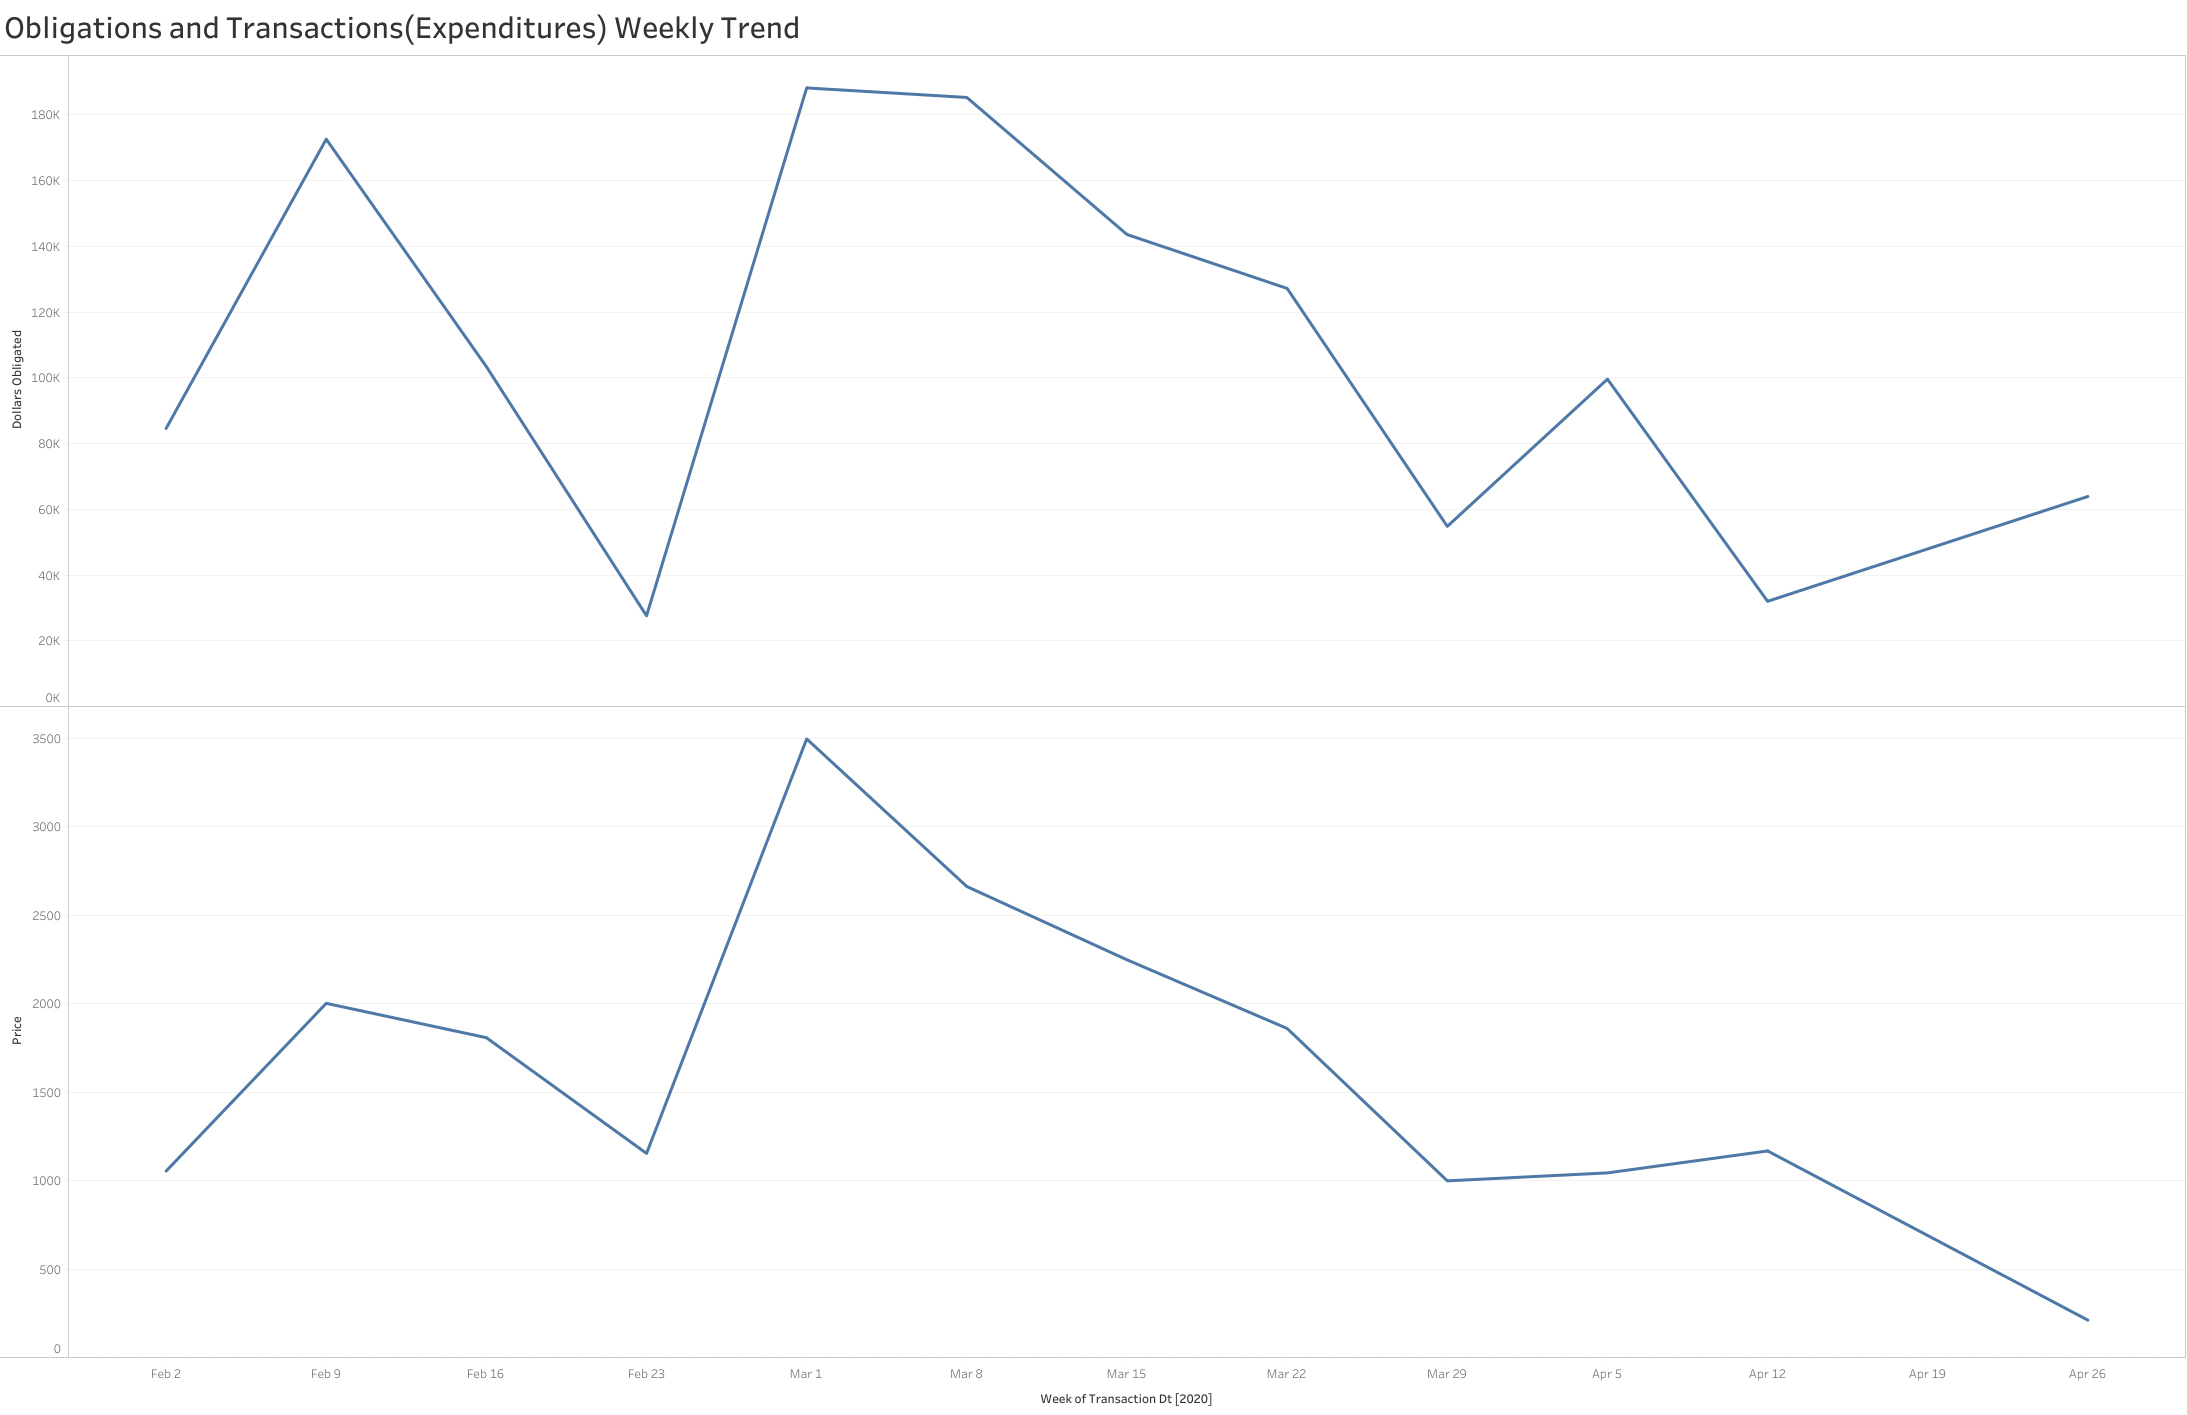 Obligations and Transactions(Expenditures) Weekly Trend
180K
160K
140K
120K
100K
80K
60K
40K
20K
0K
Dollars Obligated
3500
3000
2500
2000
1500
1000
500
0
Price
Feb 2 Feb 9 Feb 16 Feb 23 Mar 1 Mar 8 Mar 15 Mar 22 Mar 29 Apr 5 Apr 12 Apr 19 Apr 26
Week of Transaction Dt [2020]